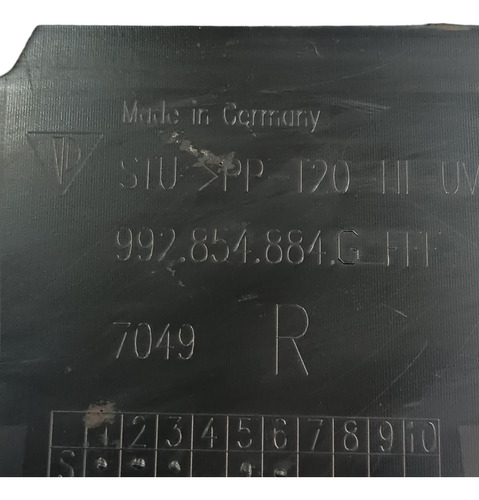 Made in Germany
STU >PP T20 HI UV
992.854.884.G FFF
7049 R
1 2 3 4 5 6 7 8 9 10
S